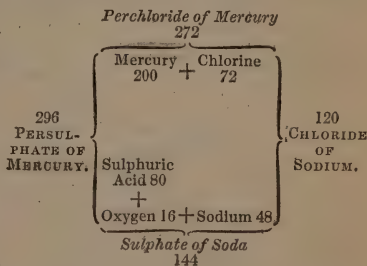 Perchloride of Mercury
272
Mercury + Chlorine
200 72
296
PERSUL-
PHATE OF
MERCURY.
120
CHLORIDE
OF
SODIUM.
Sulphuric
Acid 80
+
Oxygen 16 + Sodium 48
Sulphate of Soda
144